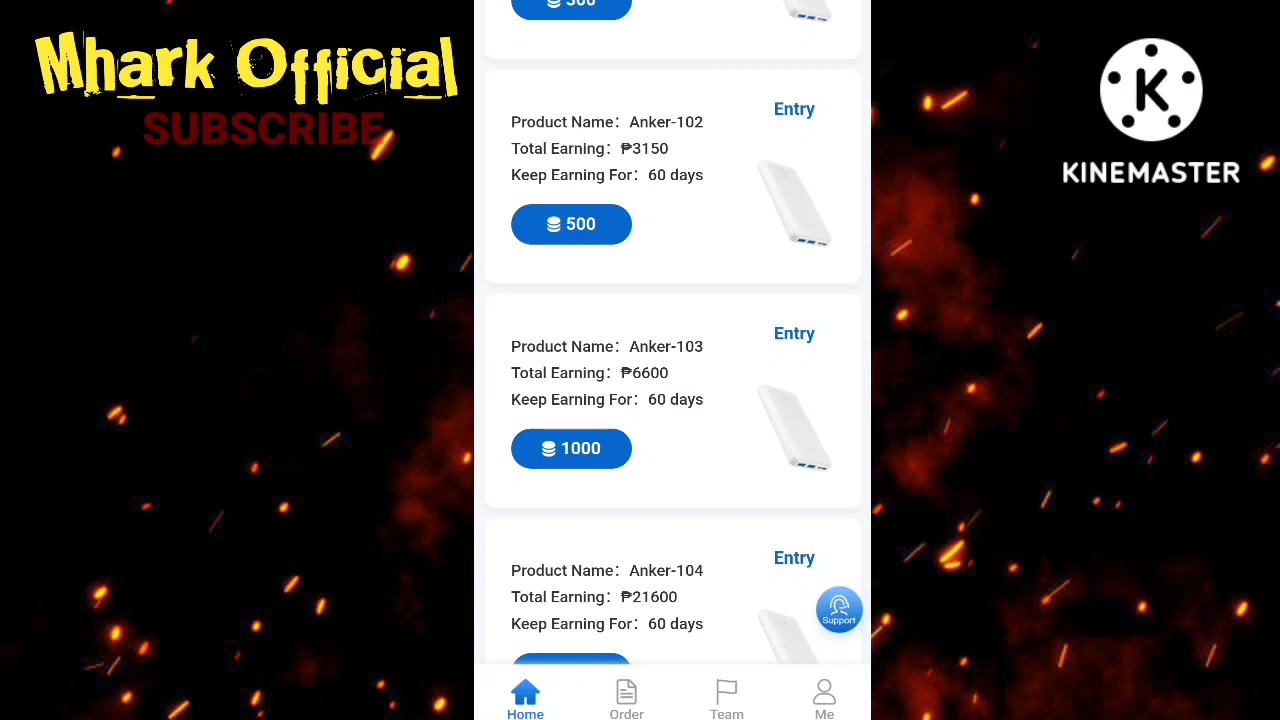 Mhark Official
SUBSCRIBE
K
KINEMASTER
Entry
Product Name： Anker-102
Total Earning： ₱3150
Keep Earning For： 60 days
500
Entry
Product Name： Anker-103
Total Earning： ₱6600
Keep Earning For： 60 days
1000
Entry
Product Name： Anker-104
Total Earning： ₱21600
Keep Earning For： 60 days
Support
Home
Order
Team
Me